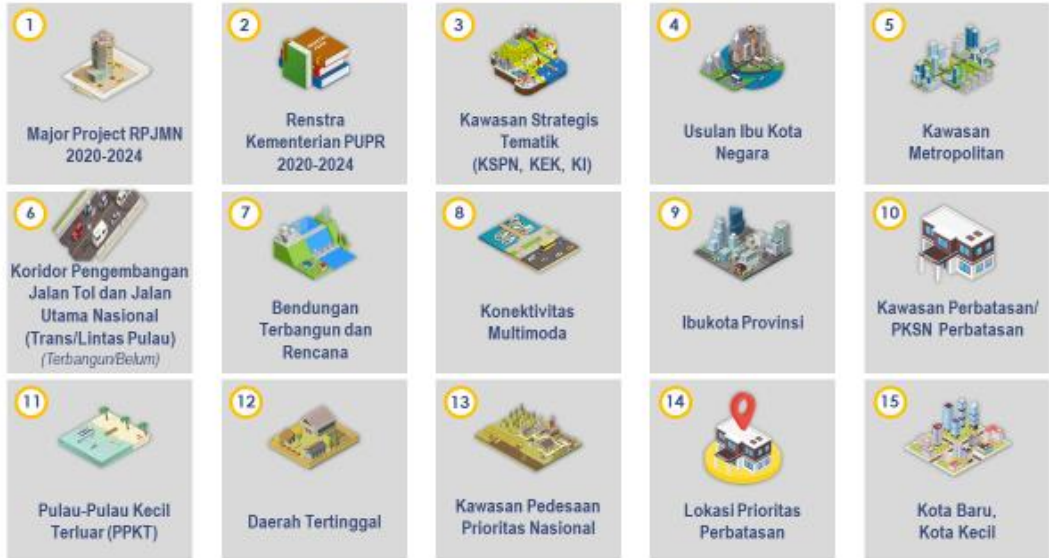 1
Major Project RPJMN
2020-2024
2
Renstra
Kementerian PUPR
2020-2024
3
Kawasan Strategis
Tematik
(KSPN, KEK, KI)
4
Usulan Ibu Kota
Negara
5
Kawasan
Metropolitan
6
Koridor Pengembangan
Jalan Tol dan Jalan
Utama Nasional
(Trans/Lintas Pulau)
(Terbangun/Belum)
7
Bendungan
Terbangun dan
Rencana
8
Konektivitas
Multimoda
9
Ibukota Provinsi
10
Kawasan Perbatasan/
PKSN Perbatasan
11
Pulau-Pulau Kecil
Terluar (PPKT)
12
Daerah Tertinggal
13
Kawasan Pedesaan
Prioritas Nasional
14
Lokasi Prioritas
Perbatasan
15
Kota Baru,
Kota Kecil